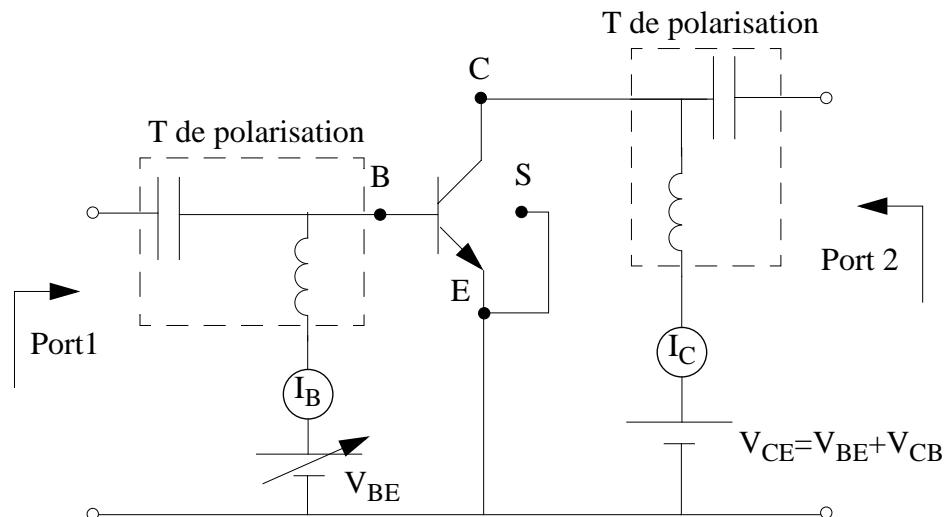 T de polarisation
C
T de polarisation
B
S
E
Port 2
Port1
I_B
I_C
V_BE
V_CE=V_BE+V_CB